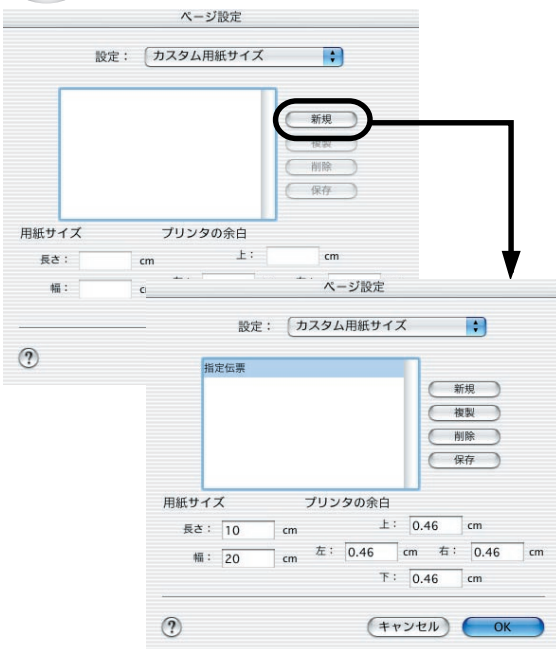 ページ設定
設定： カスタム用紙サイズ
新規
複製
削除
保存
用紙サイズ プリンタの余白
長さ： cm 上： cm
幅：
?
ページ設定
設定： カスタム用紙サイズ
指定伝票
新規
複製
削除
保存
用紙サイズ プリンタの余白
長さ： 10 cm 上： 0.46 cm
幅： 20 cm 左： 0.46 cm 右： 0.46 cm
下： 0.46 cm
? キャンセル OK